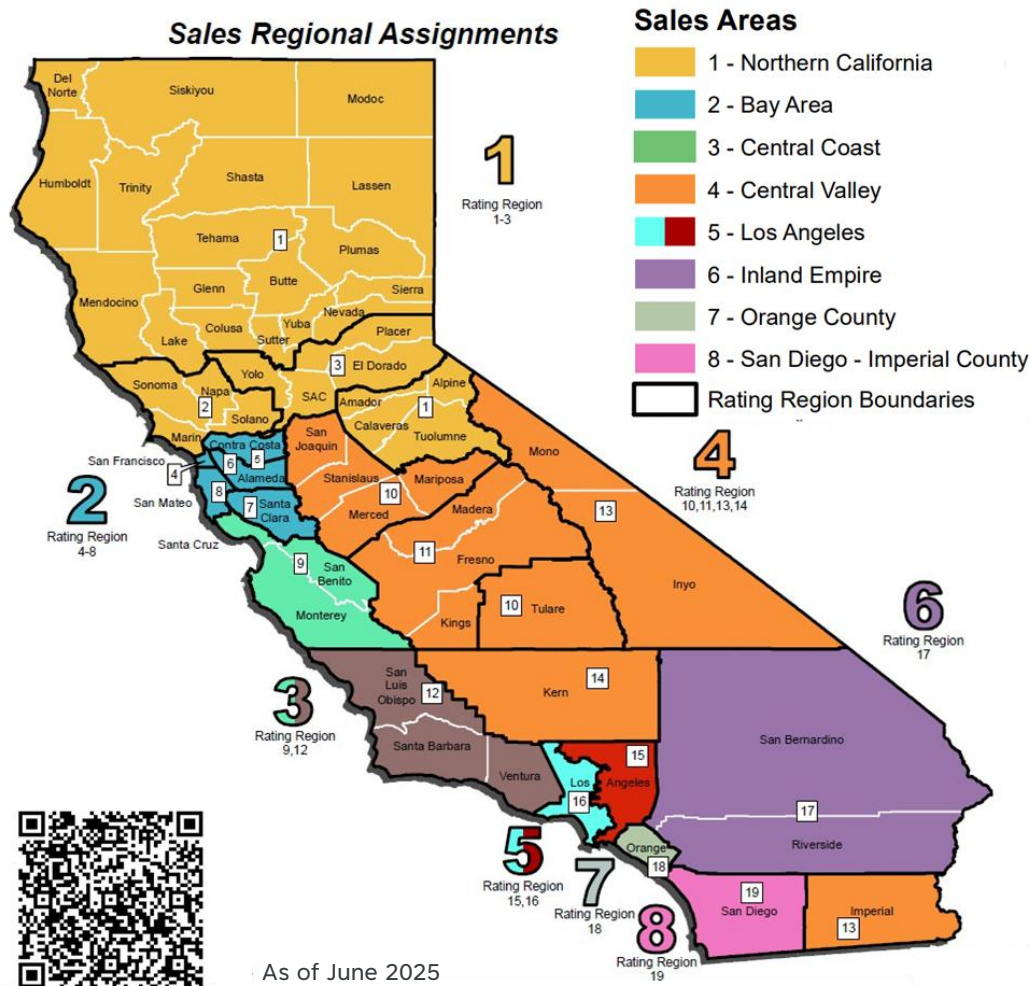 Sales Regional Assignments
Sales Areas
1 - Northern California
2 - Bay Area
3 - Central Coast
4 - Central Valley
5 - Los Angeles
6 - Inland Empire
7 - Orange County
8 - San Diego - Imperial County
Rating Region Boundaries
Del
Norte
Siskiyou
Modoc
Humboldt
Trinity
Shasta
Lassen
1
Rating Region
1-3
Tehama
1
Plumas
Mendocino
Glenn
Butte
Sierra
Lake
Colusa
Sutter
Yuba
Nevada
Placer
3
El Dorado
Sonoma
Napa
Yolo
2
Solano
SAC
Amador
Alpine
1
Calaveras
Tuolumne
Marin
San Francisco
4
Contra Costa
6
5
Alameda
San
Joaquin
Mono
4
Rating Region
10,11,13,14
2
Rating Region
4-8
San Mateo
8
7
Santa
Clara
Stanislaus
10
Mariposa
Merced
Madera
13
Santa Cruz
9
San
Benito
Monterey
11
Fresno
Inyo
Kings
10
Tulare
6
Rating Region
17
3
Rating Region
9,12
San
Luis
Obispo
12
Kern
14
Santa Barbara
Ventura
San Bernardino
Los
Angeles
15
16
17
Riverside
5
Rating Region
15,16
Orange
18
7
Rating Region
18
19
San Diego
Imperial
13
8
Rating Region
19
As of June 2025